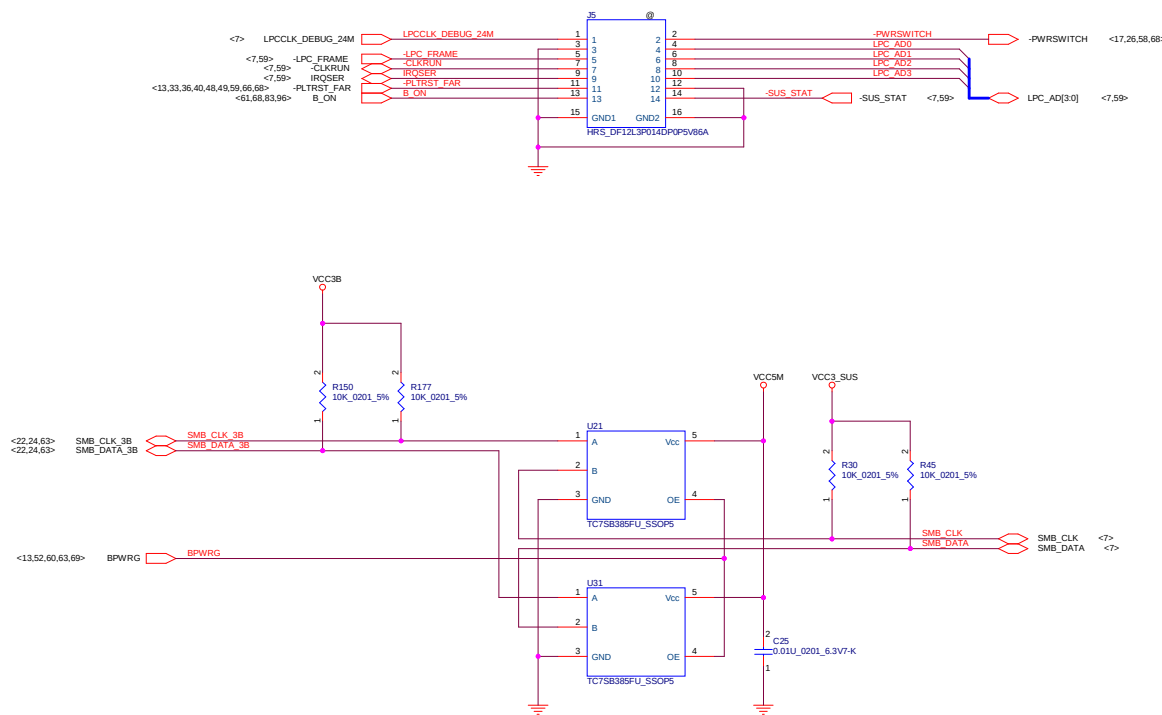 J5 @
<7> LPCCLK_DEBUG_24M LPCCLK_DEBUG_24M 1 1 2 2 -PWRSWITCH -PWRSWITCH <17,26,58,68>
3 3 4 4 LPC_AD0
<7,59> -LPC_FRAME -LPC_FRAME 5 5 6 6 LPC_AD1
<7,59> -CLKRUN -CLKRUN 7 7 8 8 LPC_AD2
<7,59> IRQSER IRQSER 9 9 10 10 LPC_AD3
<13,33,36,40,48,49,59,66,68> -PLTRST_FAR -PLTRST_FAR 11 11 12 12
<61,68,83,96> B_ON B_ON 13 13 14 14 -SUS_STAT -SUS_STAT <7,59> LPC_AD[3:0] <7,59>
15 GND1 GND2 16
HRS_DF12L3P014DP0P5V86A
VCC3B
2 R150 10K_0201_5% 1
2 R177 10K_0201_5% 1
VCC5M
VCC3_SUS
<22,24,63> SMB_CLK_3B SMB_CLK_3B
<22,24,63> SMB_DATA_3B SMB_DATA_3B
U21
1 A Vcc 5
2 B
3 GND OE 4
TC7SB385FU_SSOP5
2 R30 10K_0201_5% 1
2 R45 10K_0201_5% 1
SMB_CLK SMB_CLK <7>
SMB_DATA SMB_DATA <7>
<13,52,60,63,69> BPWRG BPWRG
U31
1 A Vcc 5
2 B
3 GND OE 4
TC7SB385FU_SSOP5
2
C25
0.01U_0201_6.3V7-K
1